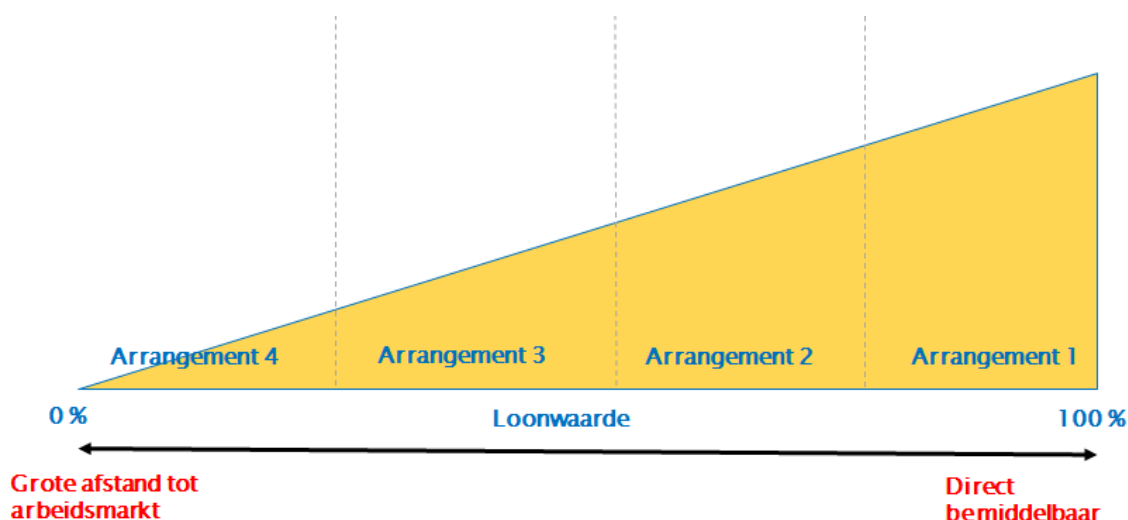 Arrangement 4
Arrangement 3
Arrangement 2
Arrangement 1
0 %
Loonwaarde
100 %
Grote afstand tot
arbeidsmarkt
Direct
bemiddelbaar